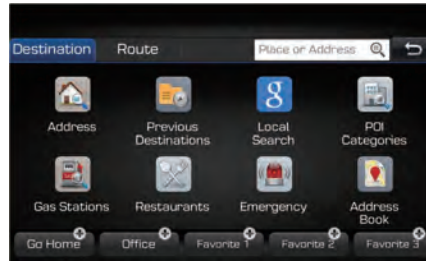 Destination Route Place or Address
Address Previous Destinations Local Search POI Categories
Gas Stations Restaurants Emergency Address Book
Go Home Office Favorite 1 Favorite 2 Favorite 3